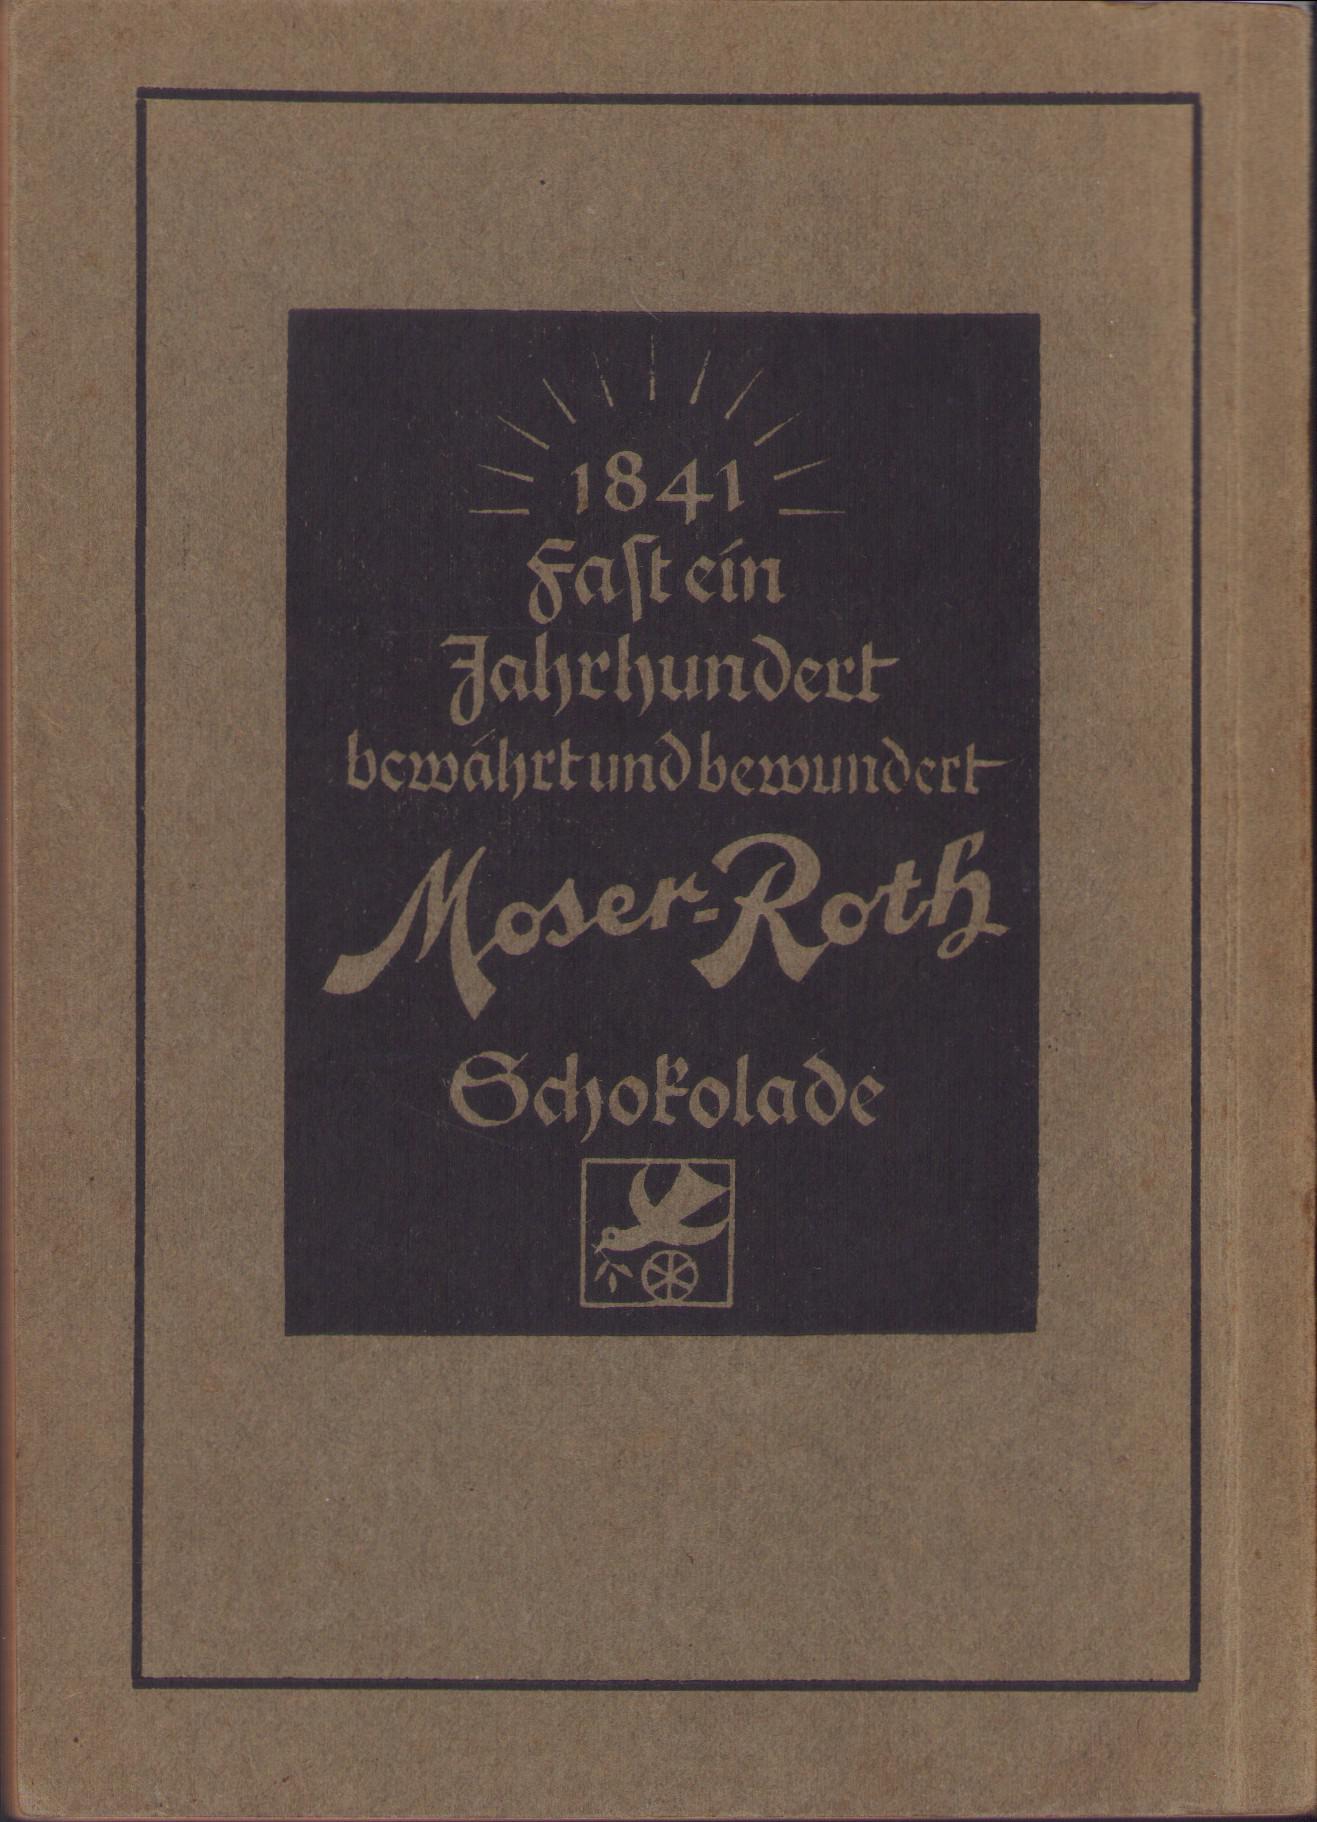 1841
Faſt ein
Jahrhundert
bewährt und bewundert
Moser-Roth
Schokolade